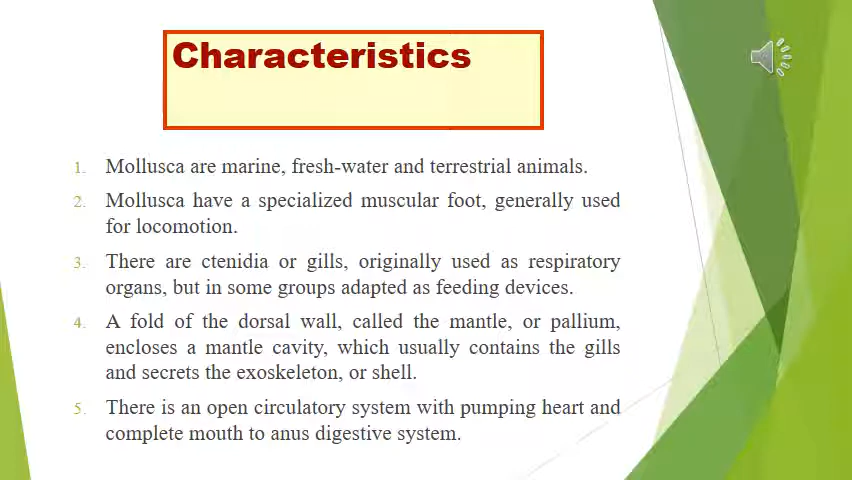 Characteristics
1. Mollusca are marine, fresh-water and terrestrial animals.
2. Mollusca have a specialized muscular foot, generally used
for locomotion.
3. There are ctenidia or gills, originally used as respiratory
organs, but in some groups adapted as feeding devices.
4. A fold of the dorsal wall, called the mantle, or pallium,
encloses a mantle cavity, which usually contains the gills
and secrets the exoskeleton, or shell.
5. There is an open circulatory system with pumping heart and
complete mouth to anus digestive system.